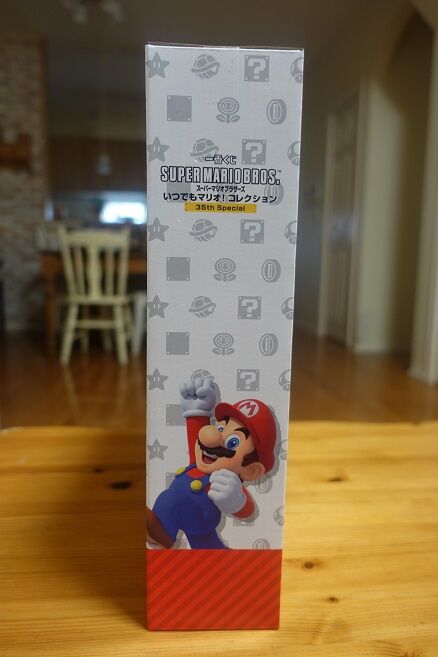 一番くじ
SUPER MARIO BROS.™
スーパーマリオブラザーズ
いつでもマリオ! コレクション
35th Special
M